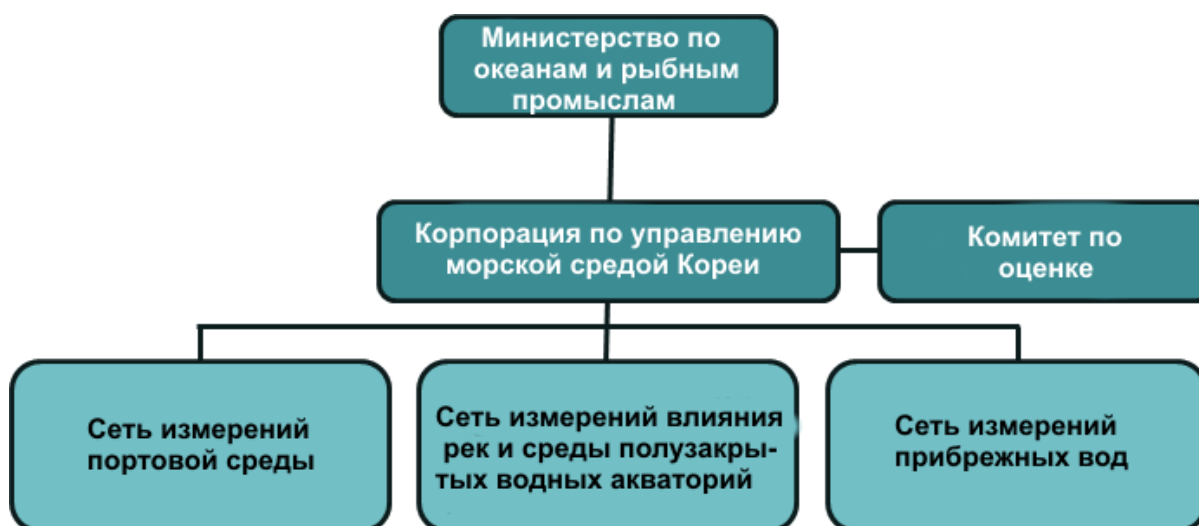 Министерство по
океанам и рыбным
промыслам
Корпорация по управлению
морской средой Кореи
Комитет по
оценке
Сеть измерений
портовой среды
Сеть измерений влияния
рек и среды полузакры-
тых водных акваторий
Сеть измерений
прибрежных вод